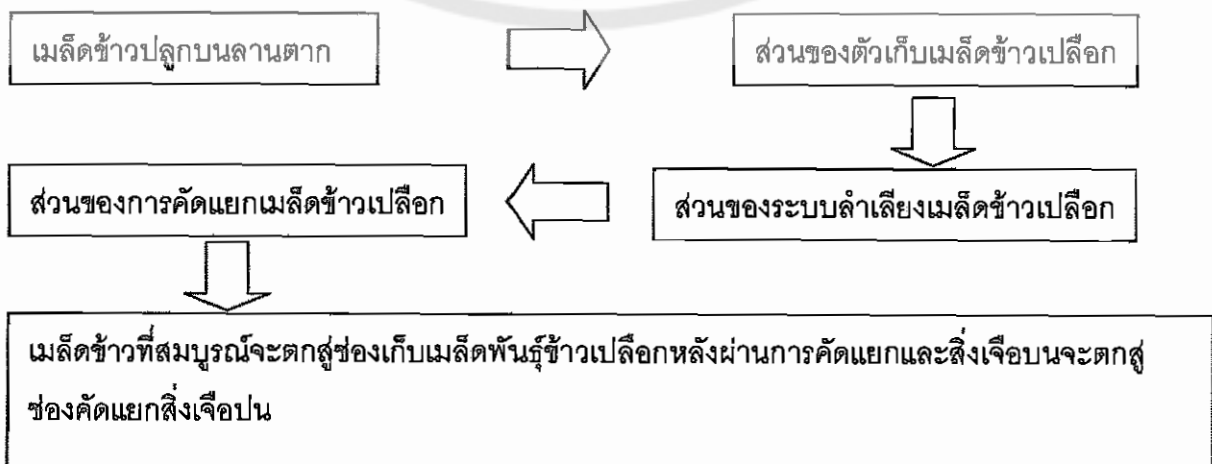 เมล็ดข้าวปลูกบนลานตาก
ส่วนของตัวเก็บเมล็ดข้าวเปลือก
ส่วนของระบบลำเลียงเมล็ดข้าวเปลือก
ส่วนของการคัดแยกเมล็ดข้าวเปลือก
เมล็ดข้าวที่สมบูรณ์จะตกสู่ช่องเก็บเมล็ดพันธุ์ข้าวเปลือกหลังผ่านการคัดแยกและสิ่งเจือบนจะตกสู่
ช่องคัดแยกสิ่งเจือปน